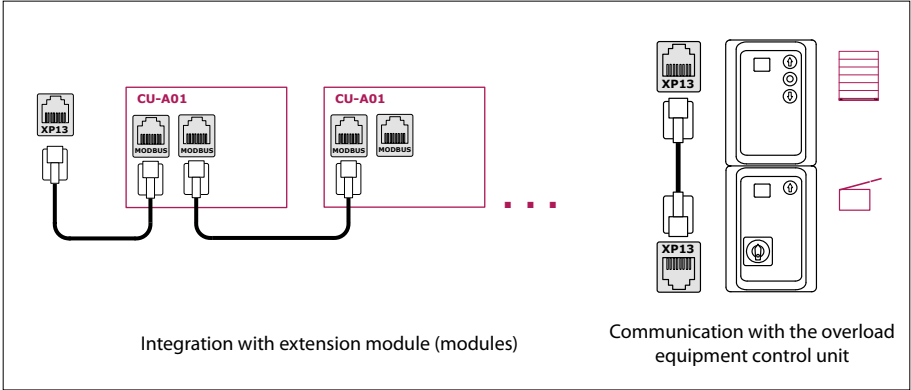 XP13
CU-A01
MODBUS
MODBUS
CU-A01
MODBUS
MODBUS
. . .
XP13
XP13
Integration with extension module (modules)
Communication with the overload
equipment control unit